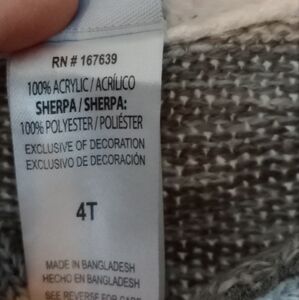 RN # 167639
100% ACRYLIC / ACRÍLICO
SHERPA / SHERPA:
100% POLYESTER / POLIÉSTER
EXCLUSIVE OF DECORATION
EXCLUSIVO DE DECORACIÓN
4T
MADE IN BANGLADESH
HECHO EN BANGLADESH
SEE REVERSE FOR CARE